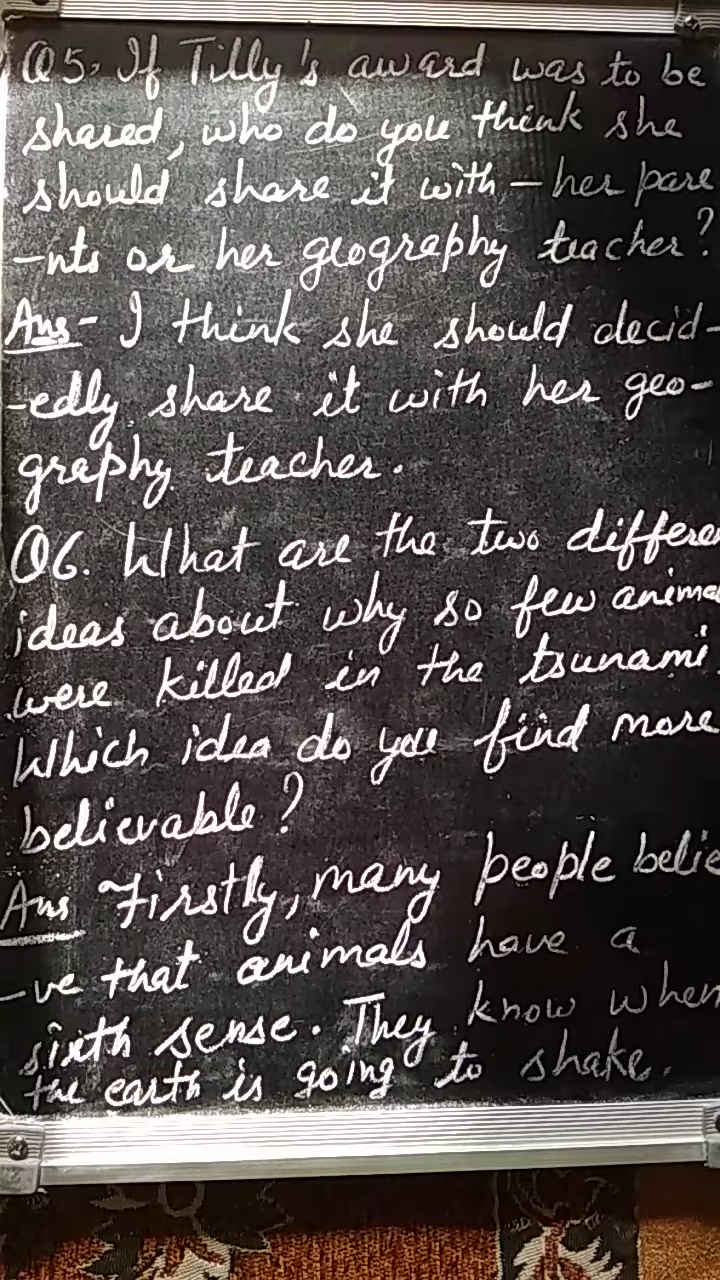 Q5. If Tilly's award was to be
shared, who do you think she
should share it with - her pare
-nts or her geography teacher?
Ans- I think she should decid-
-edly share it with her geo-
graphy teacher.
Q6. What are the two differen
ideas about why so few anima
were killed in the tsunami.
Which idea do you find more
believable?
Ans Firstly, many people belie
-ve that animals have a
sixth sense. They know when
the earth is going to shake.